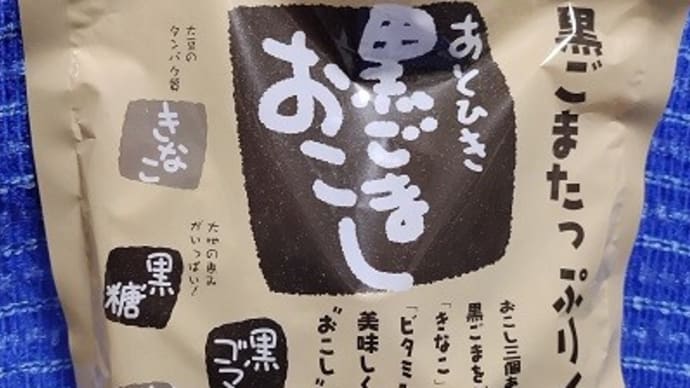 黒ごまたっぷり
あとひき
黒ごま
おこし
大豆の
タンパク質
きなこ
大地の恵み
がいっぱい!
黒糖
黒ゴマ
おこし三個
黒ごまを
「きなこ」
「ビタミ
美味しく
"おこし"